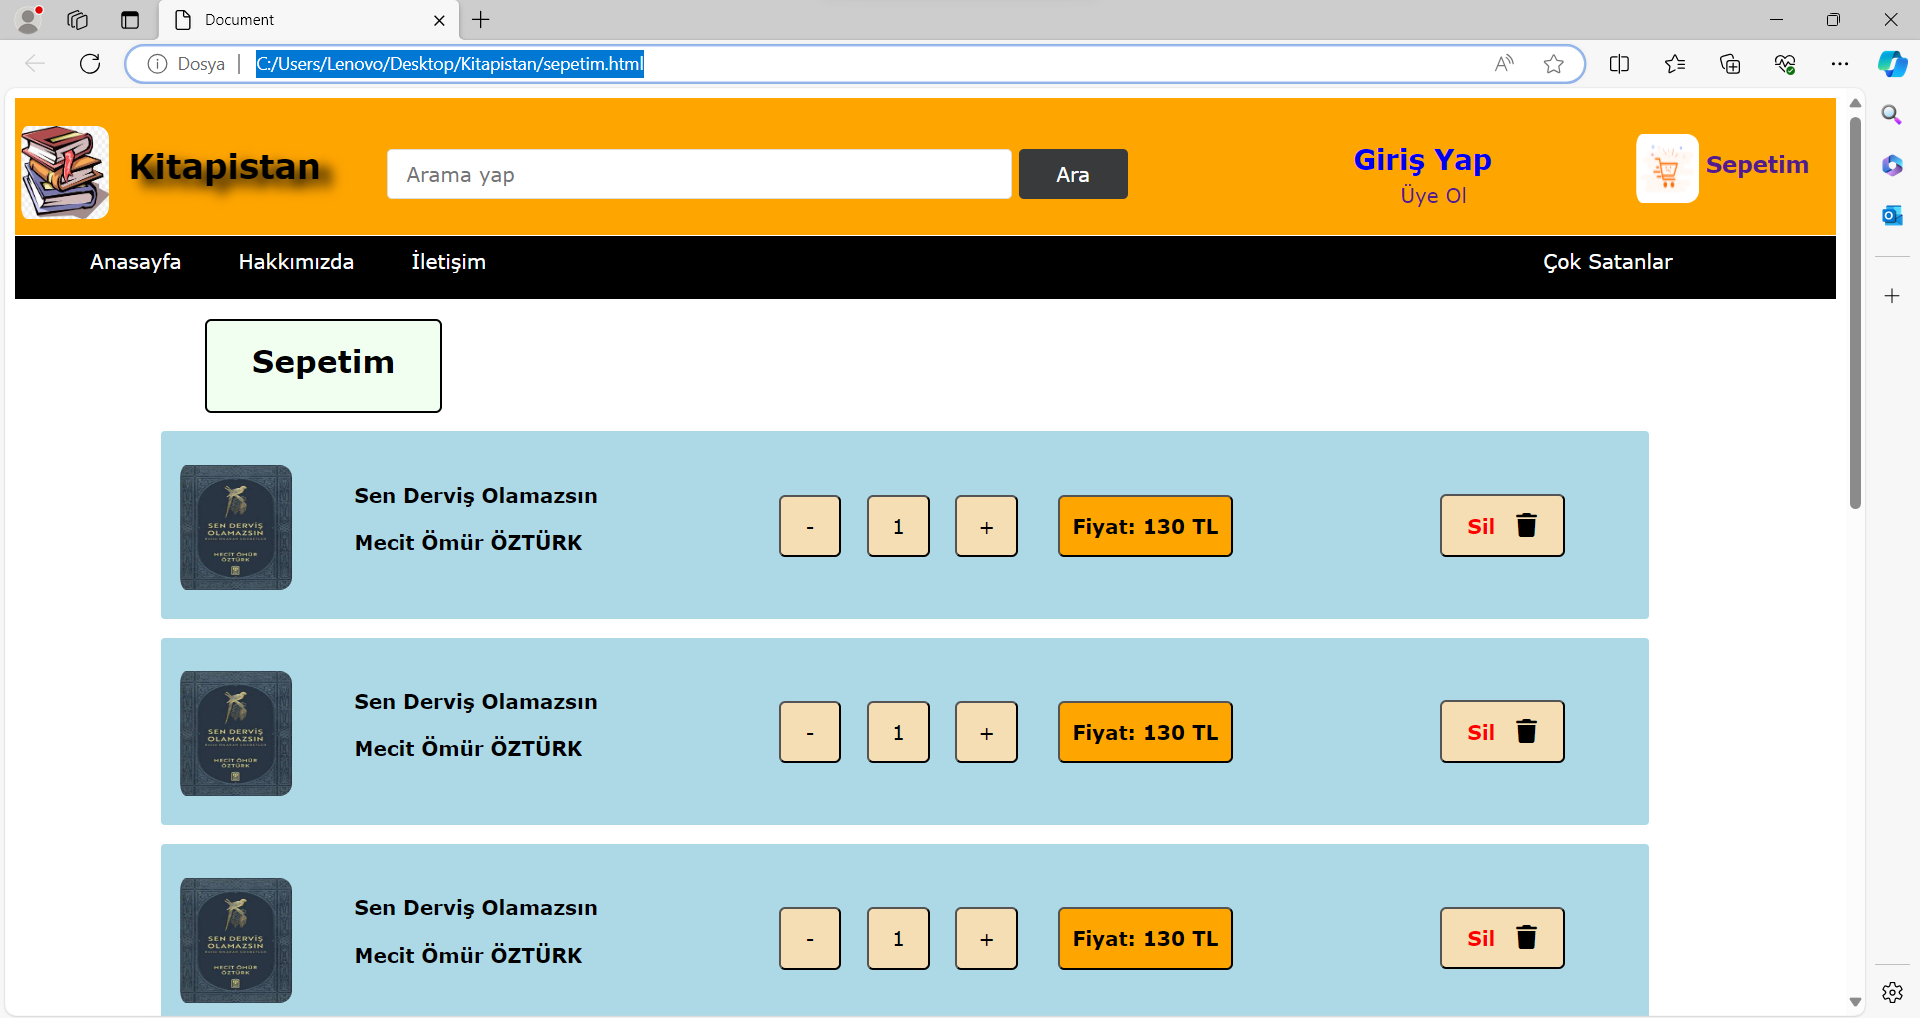 Document
Dosya
C:/Users/Lenovo/Desktop/Kitapistan/sepetim.html
Kitapistan
Arama yap
Ara
Giriş Yap
Üye Ol
Sepetim
Anasayfa
Hakkımızda
İletişim
Çok Satanlar
Sepetim
SEN DERVİŞ
OLAMAZSIN
MECİT ÖMÜR
ÖZTÜRK
Sen Derviş Olamazsın
Mecit Ömür ÖZTÜRK
- 1 + Fiyat: 130 TL Sil
SEN DERVİŞ
OLAMAZSIN
MECİT ÖMÜR
ÖZTÜRK
Sen Derviş Olamazsın
Mecit Ömür ÖZTÜRK
- 1 + Fiyat: 130 TL Sil
SEN DERVİŞ
OLAMAZSIN
MECİT ÖMÜR
ÖZTÜRK
Sen Derviş Olamazsın
Mecit Ömür ÖZTÜRK
- 1 + Fiyat: 130 TL Sil